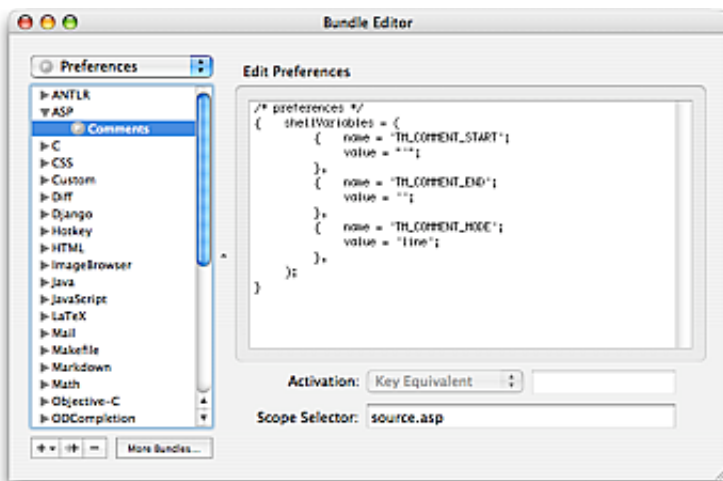 Bundle Editor
Preferences
ANTLR
ASP
Comments
C
CSS
Custom
Diff
Django
Hotkey
HTML
ImageBrowser
Java
JavaScript
LaTeX
Mail
Makefile
Markdown
Math
Objective-C
ODCompletion
More Bundles...
Edit Preferences
/* preferences */
{ shellVariables = (
{ name = "TM_COMMENT_START";
value = "'";
},
{ name = "TM_COMMENT_END";
value = "";
},
{ name = "TM_COMMENT_MODE";
value = "line";
},
);
}
Activation: Key Equivalent
Scope Selector: source.asp